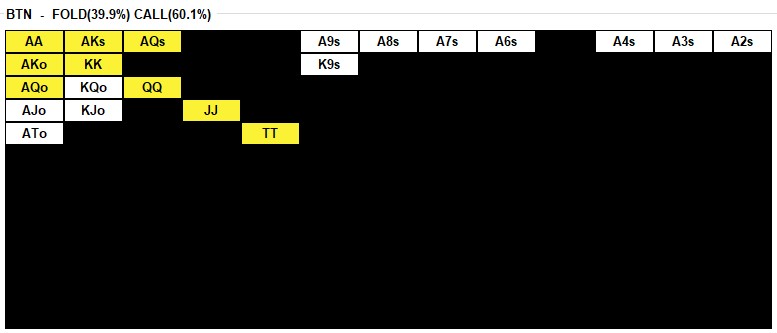 BTN - FOLD(39.9%) CALL(60.1%)
AA AKs AQs A9s A8s A7s A6s A4s A3s A2s
AKo KK K9s
AQo KQo QQ
AJo KJo JJ
ATo TT